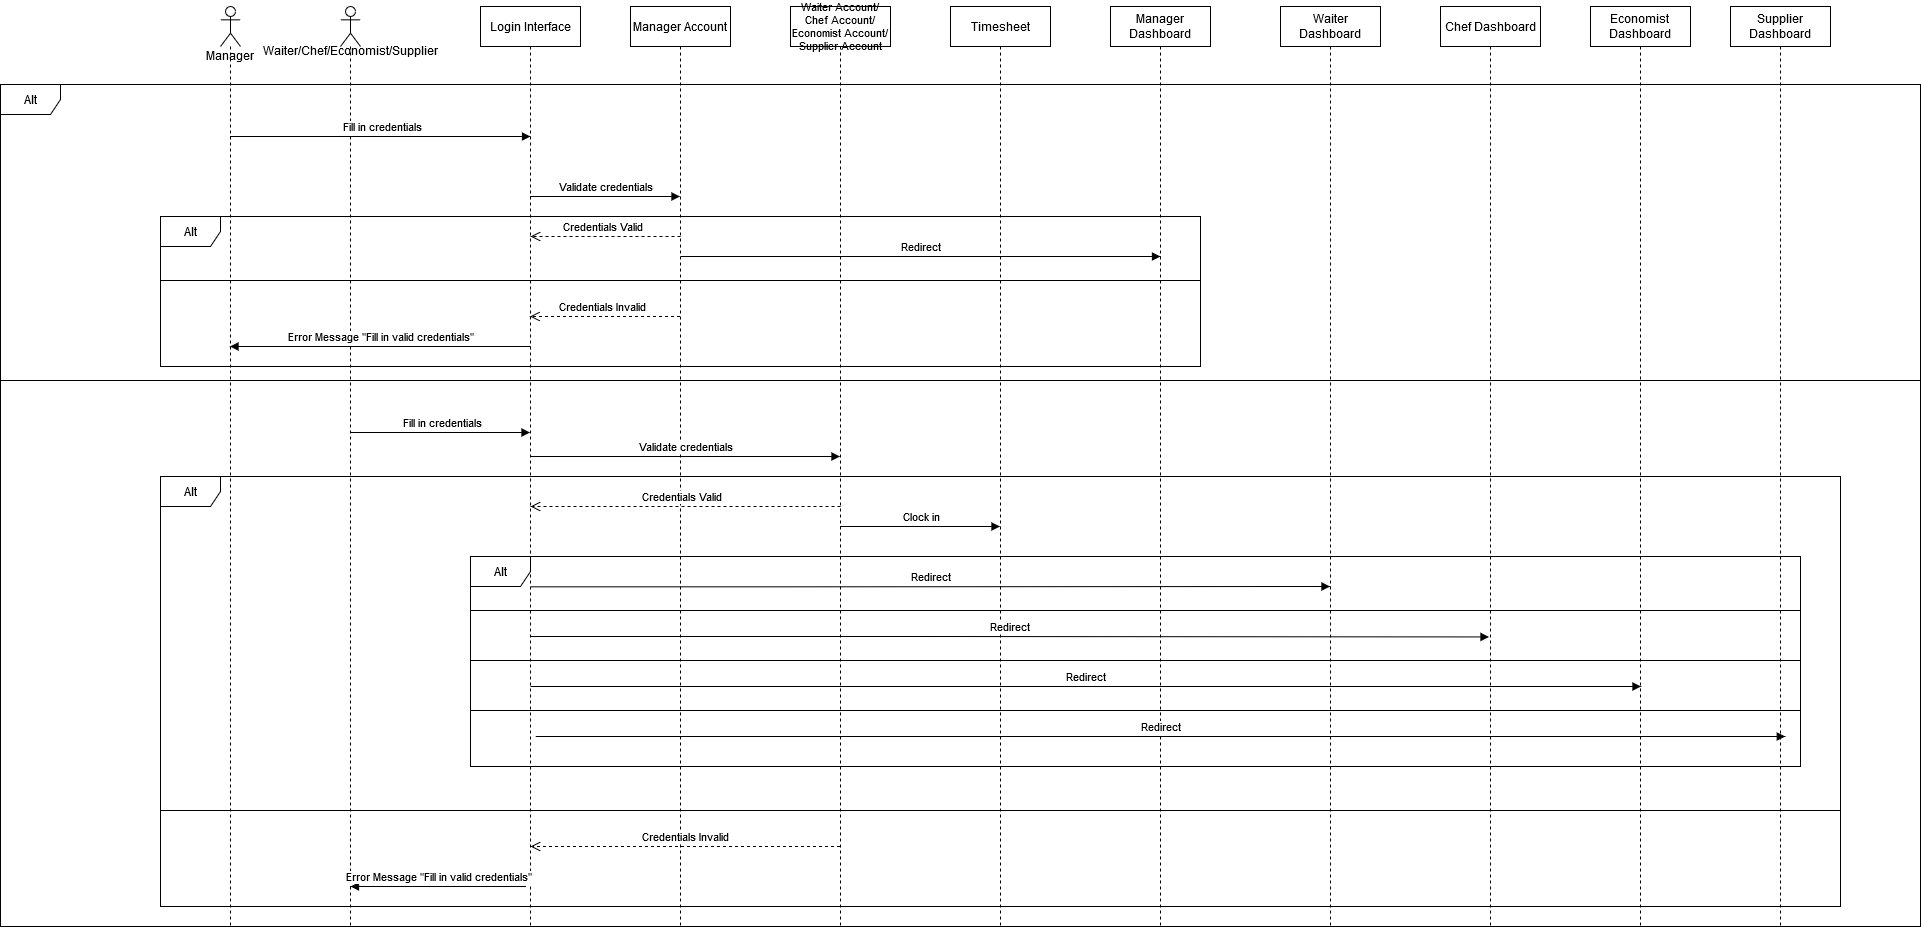 Manager
Waiter/Chef/Economist/Supplier
Login Interface
Manager Account
Waiter Account/
Chef Account/
Economist Account/
Supplier Account
Timesheet
Manager
Dashboard
Waiter
Dashboard
Chef Dashboard
Economist
Dashboard
Supplier
Dashboard
Alt
Fill in credentials
Validate credentials
Alt
Credentials Valid
Redirect
Credentials Invalid
Error Message "Fill in valid credentials"
Fill in credentials
Validate credentials
Alt
Credentials Valid
Clock in
Alt
Redirect
Redirect
Redirect
Redirect
Credentials Invalid
Error Message "Fill in valid credentials"